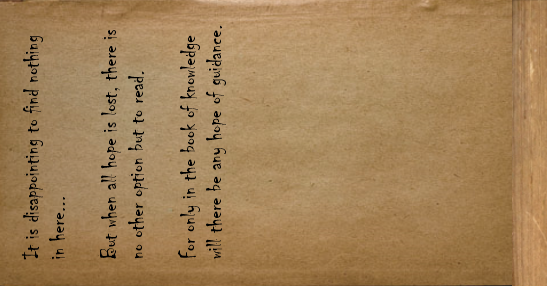 It is disappointing to find nothing
in here...
But when all hope is lost, there is
no other option but to read.
For only in the book of knowledge
will there be any hope of guidance.